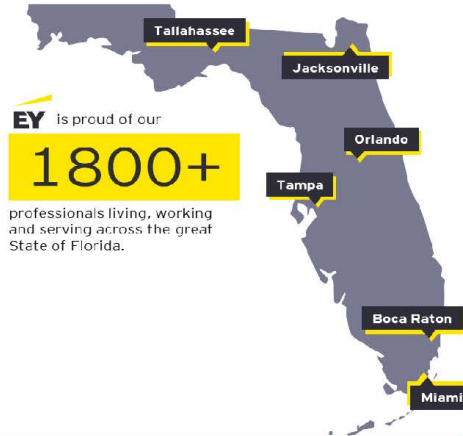 Tallahassee
Jacksonville
EY is proud of our
1800+
Orlando
Tampa
professionals living, working
and serving across the great
State of Florida.
Boca Raton
Miami